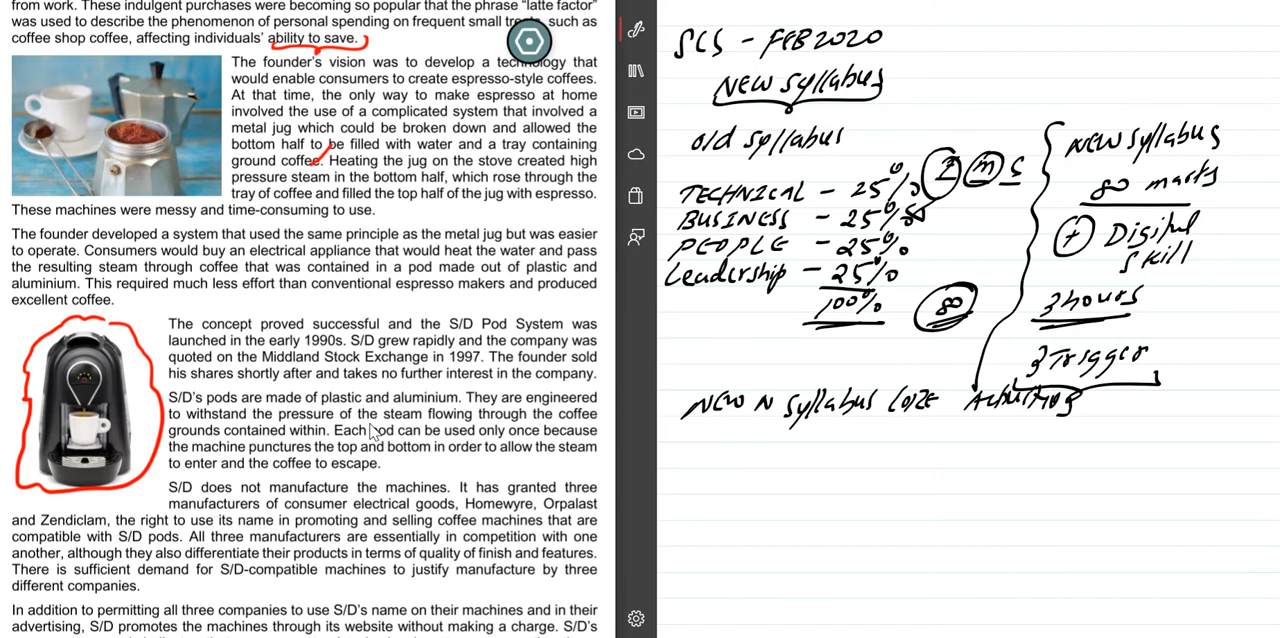 from work. These indulgent purchases were becoming so popular that the phrase "latte factor"
was used to describe the phenomenon of personal spending on frequent small such as
coffee shop coffee, affecting individuals' ability to save.
The founder's vision was to develop a technology that
would enable consumers to create espresso-style coffees.
At that time, the only way to make espresso at home
involved the use of a complicated system that involved a
metal jug which could be broken down and allowed the
bottom half to be filled with water and a tray containing
ground coffee. Heating the jug on the stove created high
pressure steam in the bottom half, which rose through the
tray of coffee and filled the top half of the jug with espresso.
These machines were messy and time-consuming to use.
The founder developed a system that used the same principle as the metal jug but was easier
to operate. Consumers would buy an electrical appliance that would heat the water and pass
the resulting steam through coffee that was contained in a pod made out of plastic and
aluminium. This required much less effort than conventional espresso makers and produced
excellent coffee.
The concept proved successful and the S/D Pod System was
launched in the early 1990s. S/D grew rapidly and the company was
quoted on the Middland Stock Exchange in 1997. The founder sold
his shares shortly after and takes no further interest in the company.
S/D's pods are made of plastic and aluminium. They are engineered
to withstand the pressure of the steam flowing through the coffee
grounds contained within. Each pod can be used only once because
the machine punctures the top and bottom in order to allow the steam
to enter and the coffee to escape.
S/D does not manufacture the machines. It has granted three
manufacturers of consumer electrical goods, Homewyre, Orpalast
and Zendiclam, the right to use its name in promoting and selling coffee machines that are
compatible with S/D pods. All three manufacturers are essentially in competition with one
another, although they also differentiate their products in terms of quality of finish and features.
There is sufficient demand for S/D-compatible machines to justify manufacture by three
different companies.
In addition to permitting all three companies to use S/D's name on their machines and in their
advertising, S/D promotes the machines through its website without making a charge. S/D's
SCS - FEB 2020
NEW syllabus
old syllabus
TECHNICAL - 25% E m S
BUSINESS - 25%
PEOPLE - 25%
Leadership - 25%
100% 80
NEW syllabus
80 marks
+ Digital
skill
3 hours
3 Trigger
NEW N syllabus CORE Activities